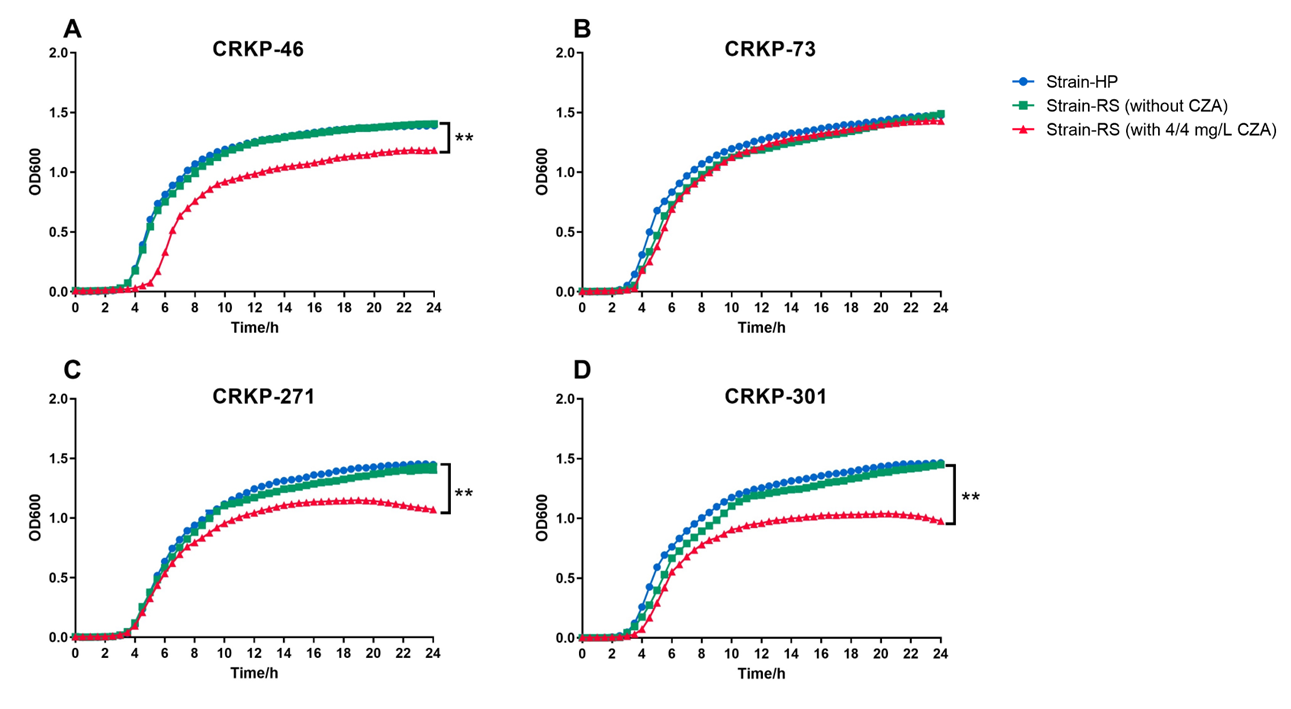 A
CRKP-46
2.0
1.5
1.0
0.5
0.0
OD600
0 2 4 6 8 10 12 14 16 18 20 22 24
Time/h
**
B
CRKP-73
2.0
1.5
1.0
0.5
0.0
OD600
0 2 4 6 8 10 12 14 16 18 20 22 24
Time/h
Strain-HP
Strain-RS (without CZA)
Strain-RS (with 4/4 mg/L CZA)
C
CRKP-271
2.0
1.5
1.0
0.5
0.0
OD600
0 2 4 6 8 10 12 14 16 18 20 22 24
Time/h
**
D
CRKP-301
2.0
1.5
1.0
0.5
0.0
OD600
0 2 4 6 8 10 12 14 16 18 20 22 24
Time/h
**